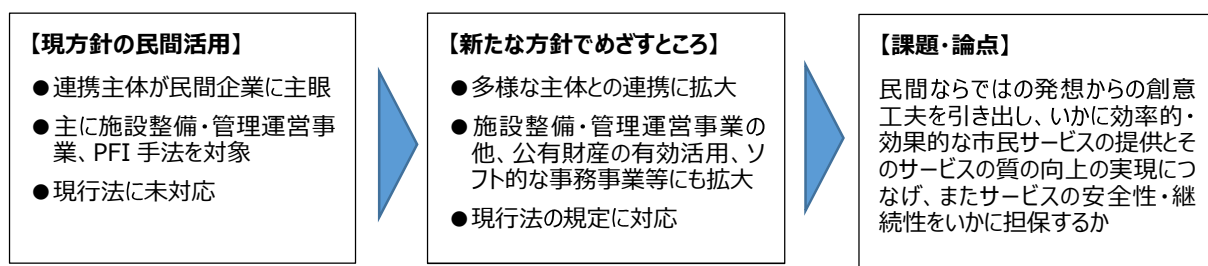 【現方針の民間活用】
●連携主体が民間企業に主眼
●主に施設整備・管理運営事
業、PFI 手法を対象
●現行法に未対応
【新たな方針でめざすところ】
●多様な主体との連携に拡大
●施設整備・管理運営事業の
他、公有財産の有効活用、ソ
フト的な事務事業等にも拡大
●現行法の規定に対応
【課題・論点】
民間ならではの発想からの創意
工夫を引き出し、いかに効率的・
効果的な市民サービスの提供とそ
のサービスの質の向上の実現につ
なげ、またサービスの安全性・継
続性をいかに担保するか